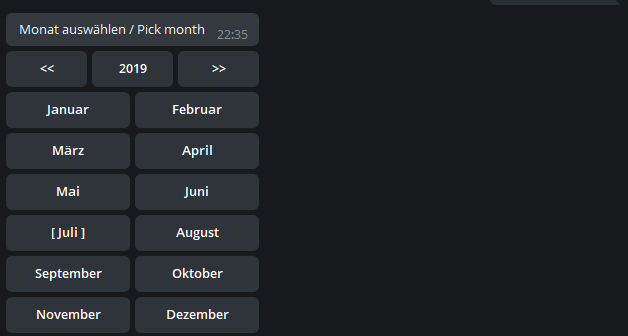 Monat auswählen / Pick month 22:35
<< 2019 >>
Januar Februar
März April
Mai Juni
[ Juli ] August
September Oktober
November Dezember